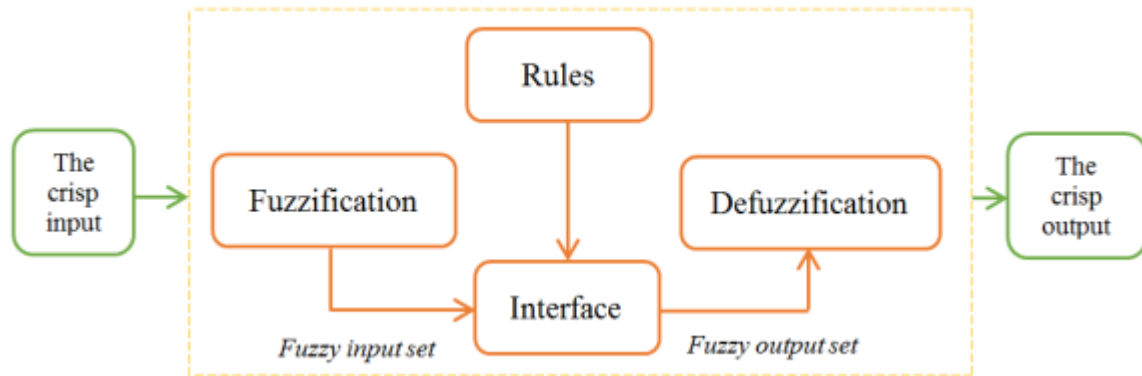 Rules
The
crisp
input
Fuzzification
Defuzzification
The
crisp
output
Interface
Fuzzy input set
Fuzzy output set